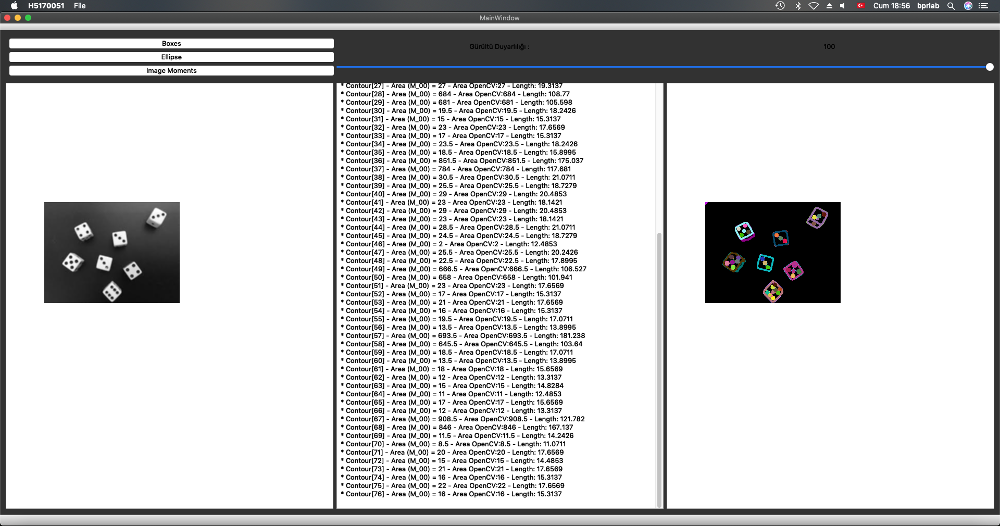 H5170051 File Cum 18:56 bprlab
MainWindow
Boxes
Ellipse
Image Moments
Gürültü Duyarlılığı : 100
* Contour[27] - Area (M_00) = 27 - Area OpenCV:27 - Length: 19.3137
* Contour[28] - Area (M_00) = 684 - Area OpenCV:684 - Length: 108.77
* Contour[29] - Area (M_00) = 681 - Area OpenCV:681 - Length: 105.598
* Contour[30] - Area (M_00) = 19.5 - Area OpenCV:19.5 - Length: 18.2426
* Contour[31] - Area (M_00) = 15 - Area OpenCV:15 - Length: 15.3137
* Contour[32] - Area (M_00) = 23 - Area OpenCV:23 - Length: 17.6569
* Contour[33] - Area (M_00) = 17 - Area OpenCV:17 - Length: 15.3137
* Contour[34] - Area (M_00) = 23.5 - Area OpenCV:23.5 - Length: 18.2426
* Contour[35] - Area (M_00) = 18.5 - Area OpenCV:18.5 - Length: 15.8995
* Contour[36] - Area (M_00) = 851.5 - Area OpenCV:851.5 - Length: 175.037
* Contour[37] - Area (M_00) = 784 - Area OpenCV:784 - Length: 117.681
* Contour[38] - Area (M_00) = 30.5 - Area OpenCV:30.5 - Length: 21.0711
* Contour[39] - Area (M_00) = 25.5 - Area OpenCV:25.5 - Length: 18.7279
* Contour[40] - Area (M_00) = 29 - Area OpenCV:29 - Length: 20.4853
* Contour[41] - Area (M_00) = 23 - Area OpenCV:23 - Length: 18.1421
* Contour[42] - Area (M_00) = 29 - Area OpenCV:29 - Length: 20.4853
* Contour[43] - Area (M_00) = 23 - Area OpenCV:23 - Length: 18.1421
* Contour[44] - Area (M_00) = 28.5 - Area OpenCV:28.5 - Length: 21.0711
* Contour[45] - Area (M_00) = 24.5 - Area OpenCV:24.5 - Length: 18.7279
* Contour[46] - Area (M_00) = 2 - Area OpenCV:2 - Length: 12.4853
* Contour[47] - Area (M_00) = 25.5 - Area OpenCV:25.5 - Length: 20.2426
* Contour[48] - Area (M_00) = 22.5 - Area OpenCV:22.5 - Length: 17.8995
* Contour[49] - Area (M_00) = 666.5 - Area OpenCV:666.5 - Length: 106.527
* Contour[50] - Area (M_00) = 658 - Area OpenCV:658 - Length: 101.941
* Contour[51] - Area (M_00) = 23 - Area OpenCV:23 - Length: 17.6569
* Contour[52] - Area (M_00) = 17 - Area OpenCV:17 - Length: 15.3137
* Contour[53] - Area (M_00) = 21 - Area OpenCV:21 - Length: 17.6569
* Contour[54] - Area (M_00) = 16 - Area OpenCV:16 - Length: 15.3137
* Contour[55] - Area (M_00) = 19.5 - Area OpenCV:19.5 - Length: 17.0711
* Contour[56] - Area (M_00) = 13.5 - Area OpenCV:13.5 - Length: 13.8995
* Contour[57] - Area (M_00) = 693.5 - Area OpenCV:693.5 - Length: 181.238
* Contour[58] - Area (M_00) = 645.5 - Area OpenCV:645.5 - Length: 103.64
* Contour[59] - Area (M_00) = 18.5 - Area OpenCV:18.5 - Length: 17.0711
* Contour[60] - Area (M_00) = 13.5 - Area OpenCV:13.5 - Length: 13.8995
* Contour[61] - Area (M_00) = 18 - Area OpenCV:18 - Length: 15.6569
* Contour[62] - Area (M_00) = 12 - Area OpenCV:12 - Length: 13.3137
* Contour[63] - Area (M_00) = 15 - Area OpenCV:15 - Length: 14.8284
* Contour[64] - Area (M_00) = 11 - Area OpenCV:11 - Length: 12.4853
* Contour[65] - Area (M_00) = 17 - Area OpenCV:17 - Length: 15.6569
* Contour[66] - Area (M_00) = 12 - Area OpenCV:12 - Length: 13.3137
* Contour[67] - Area (M_00) = 908.5 - Area OpenCV:908.5 - Length: 121.782
* Contour[68] - Area (M_00) = 846 - Area OpenCV:846 - Length: 167.137
* Contour[69] - Area (M_00) = 11.5 - Area OpenCV:11.5 - Length: 14.2426
* Contour[70] - Area (M_00) = 8.5 - Area OpenCV:8.5 - Length: 11.0711
* Contour[71] - Area (M_00) = 20 - Area OpenCV:20 - Length: 17.6569
* Contour[72] - Area (M_00) = 15 - Area OpenCV:15 - Length: 14.4853
* Contour[73] - Area (M_00) = 21 - Area OpenCV:21 - Length: 17.6569
* Contour[74] - Area (M_00) = 16 - Area OpenCV:16 - Length: 15.3137
* Contour[75] - Area (M_00) = 22 - Area OpenCV:22 - Length: 17.6569
* Contour[76] - Area (M_00) = 16 - Area OpenCV:16 - Length: 15.3137